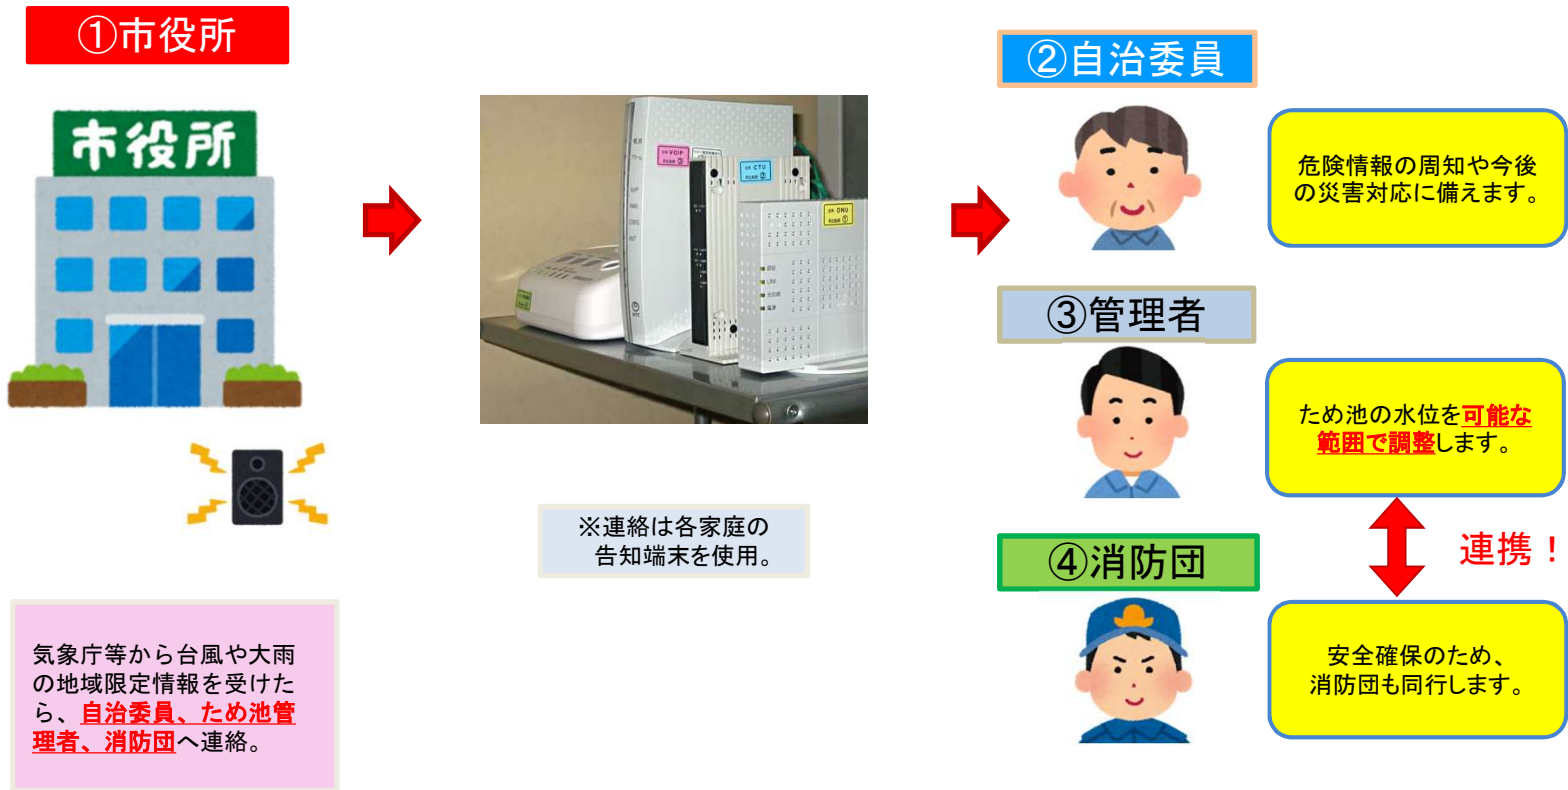 ①市役所
市役所
気象庁等から台風や大雨
の地域限定情報を受けた
ら、自治委員、ため池管
理者、消防団へ連絡。
VOIP
③
CTU
②
ONU
①
※連絡は各家庭の
告知端末を使用。
②自治委員
危険情報の周知や今後
の災害対応に備えます。
③管理者
ため池の水位を可能な
範囲で調整します。
連携！
④消防団
安全確保のため、
消防団も同行します。